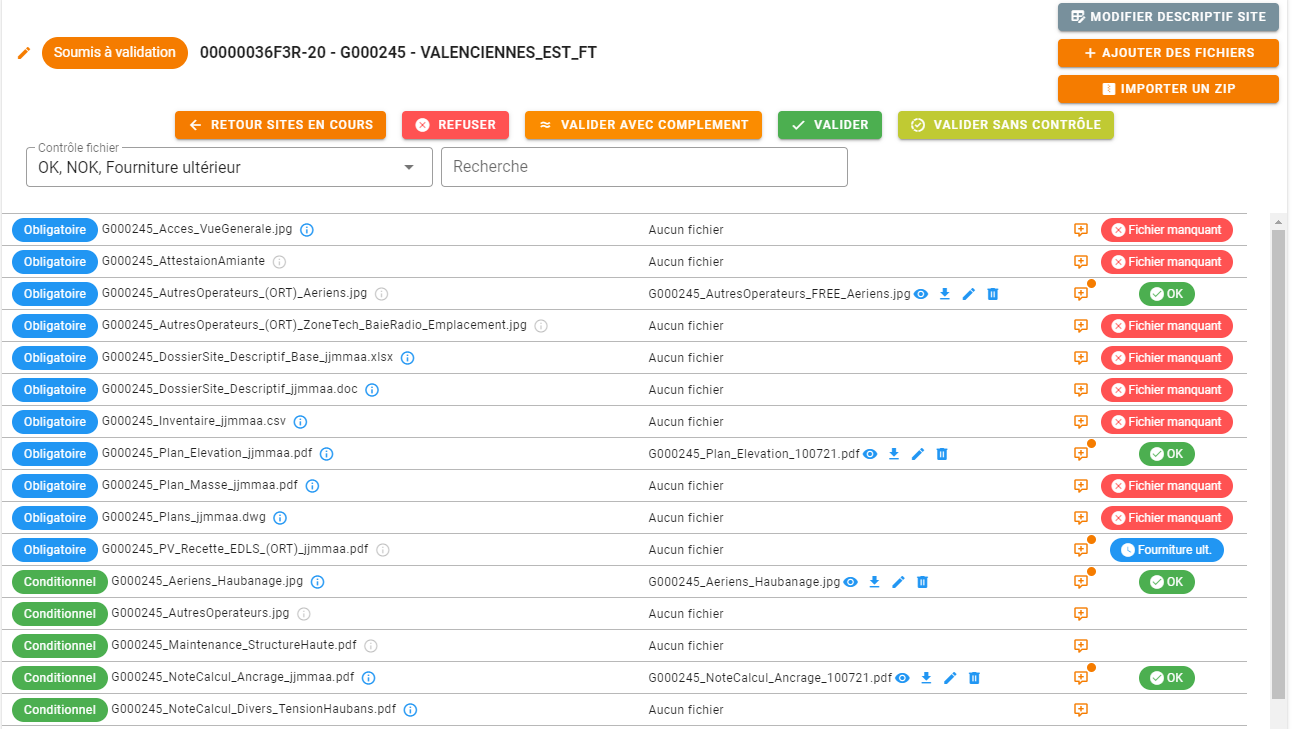 MODIFIER DESCRIPTIF SITE
Soumis à validation 00000036F3R-20 - G000245 - VALENCIENNES_EST_FT
AJOUTER DES FICHIERS
IMPORTER UN ZIP
RETOUR SITES EN COURS REFUSER VALIDER AVEC COMPLEMENT VALIDER VALIDER SANS CONTRÔLE
Contrôle fichier
OK, NOK, Fourniture ultérieur Recherche
Obligatoire G000245_Acces_VueGenerale.jpg Aucun fichier Fichier manquant
Obligatoire G000245_AttestaionAmiante Aucun fichier Fichier manquant
Obligatoire G000245_AutresOperateurs_(ORT)_Aeriens.jpg G000245_AutresOperateurs_FREE_Aeriens.jpg OK
Obligatoire G000245_AutresOperateurs_(ORT)_ZoneTech_BaieRadio_Emplacement.jpg Aucun fichier Fichier manquant
Obligatoire G000245_DossierSite_Descriptif_Base_jjmmaa.xlsx Aucun fichier Fichier manquant
Obligatoire G000245_DossierSite_Descriptif_jjmmaa.doc Aucun fichier Fichier manquant
Obligatoire G000245_Inventaire_jjmmaa.csv Aucun fichier Fichier manquant
Obligatoire G000245_Plan_Elevation_jjmmaa.pdf G000245_Plan_Elevation_100721.pdf OK
Obligatoire G000245_Plan_Masse_jjmmaa.pdf Aucun fichier Fichier manquant
Obligatoire G000245_Plans_jjmmaa.dwg Aucun fichier Fichier manquant
Obligatoire G000245_PV_Recette_EDLS_(ORT)_jjmmaa.pdf Aucun fichier Fourniture ult.
Conditionnel G000245_Aeriens_Haubanage.jpg G000245_Aeriens_Haubanage.jpg OK
Conditionnel G000245_AutresOperateurs.jpg Aucun fichier
Conditionnel G000245_Maintenance_StructureHaute.pdf Aucun fichier
Conditionnel G000245_NoteCalcul_Ancrage_jjmmaa.pdf G000245_NoteCalcul_Ancrage_100721.pdf OK
Conditionnel G000245_NoteCalcul_Divers_TensionHaubans.pdf Aucun fichier